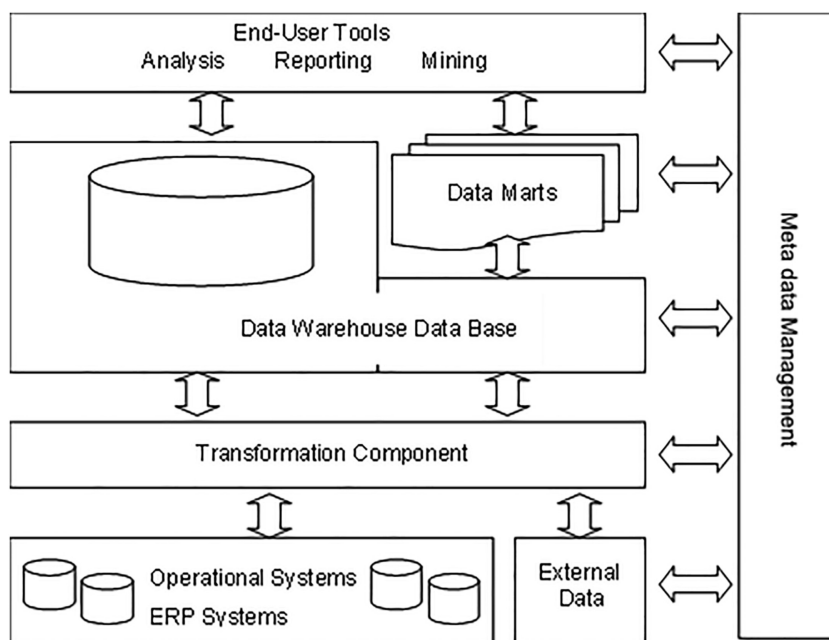 End-User Tools
Analysis Reporting Mining
Data Marts
Data Warehouse Data Base
Transformation Component
Operational Systems
ERP Systems
External
Data
Meta data Management